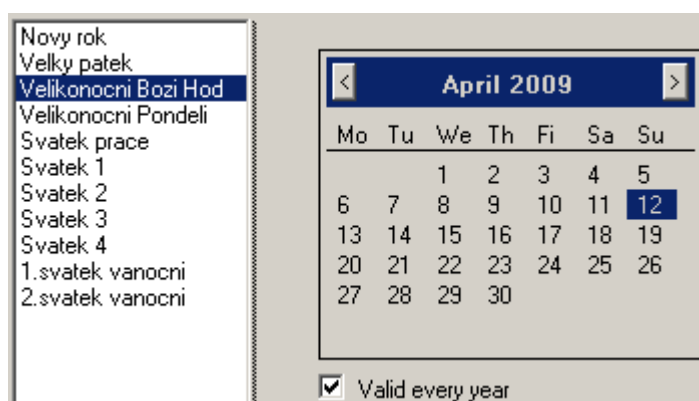 Novy rok
Velky patek
Velikonocni Bozi Hod
Velikonocni Pondeli
Svatek prace
Svatek 1
Svatek 2
Svatek 3
Svatek 4
1.svatek vanocni
2.svatek vanocni
< April 2009 >
Mo Tu We Th Fi Sa Su
1 2 3 4 5
6 7 8 9 10 11 12
13 14 15 16 17 18 19
20 21 22 23 24 25 26
27 28 29 30
Valid every year